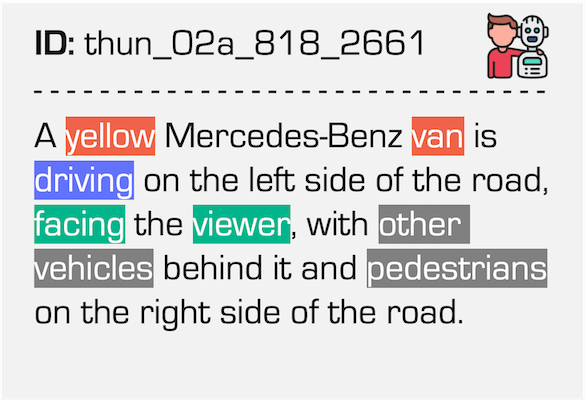 ID: thun_02a_818_2661
A yellow Mercedes-Benz van is
driving on the left side of the road,
facing the viewer, with other
vehicles behind it and pedestrians
on the right side of the road.